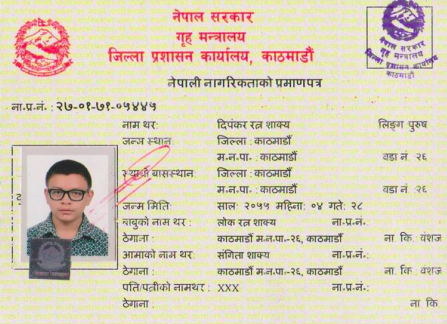 नेपाल सरकार
गृह मन्त्रालय
जिल्ला प्रशासन कार्यालय, काठमाडौं
नेपाली नागरिकताको प्रमाणपत्र
ना.प्र.नं. : २७-०१-७१-०५४४५
नाम थर: दिपंकर रत्न शाक्य लिङ्ग पुरुष
जन्म स्थान: जिल्ला : काठमाडौं
म.न.पा. : काठमाडौं वडा नं. २६
स्थायी बासस्थान: जिल्ला : काठमाडौं
म.न.पा. : काठमाडौं वडा नं. २६
जन्म मिति: साल: २०५५ महिना: ०४ गते: २८
बाबुको नाम थर : लोक रत्न शाक्य ना.प्र.नं.:
ठेगाना : काठमाडौं म.न.पा.-२६, काठमाडौं ना. कि. वंशज
आमाको नाम थर: संगिता शाक्य ना.प्र.नं.:
ठेगाना : काठमाडौं म.न.पा.-२६, काठमाडौं ना. कि. वंशज
पति/पत्नीको नामथर : XXX ना.प्र.नं.:
ठेगाना : ना. कि.
नेपाल सरकार
गृह मन्त्रालय
जिल्ला प्रशासन कार्यालय
काठमाडौं